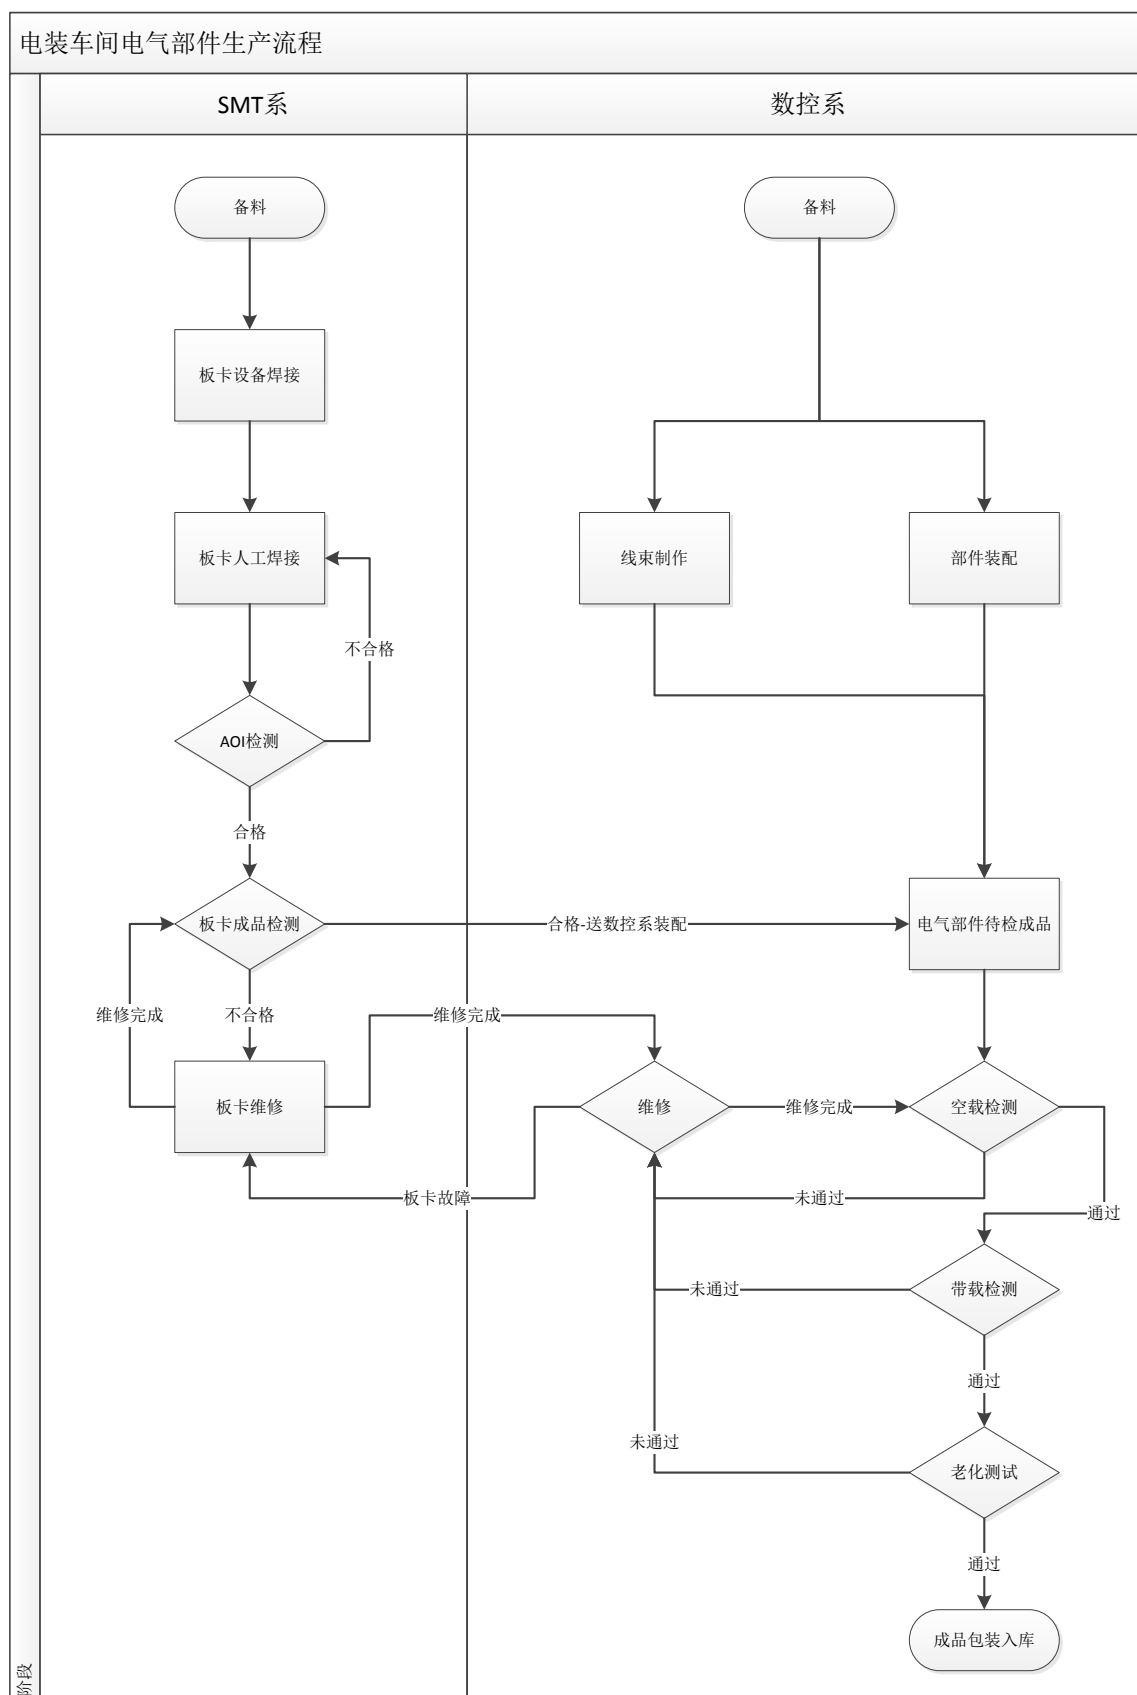 电装车间电气部件生产流程
SMT系
数控系
备料
备料
板卡设备焊接
板卡人工焊接
线束制作
部件装配
不合格
AOI检测
合格
板卡成品检测
合格-送数控系装配
电气部件待检成品
维修完成
不合格
维修完成
板卡维修
维修
维修完成
空载检测
板卡故障
未通过
通过
未通过
带载检测
通过
未通过
老化测试
通过
成品包装入库
阶段